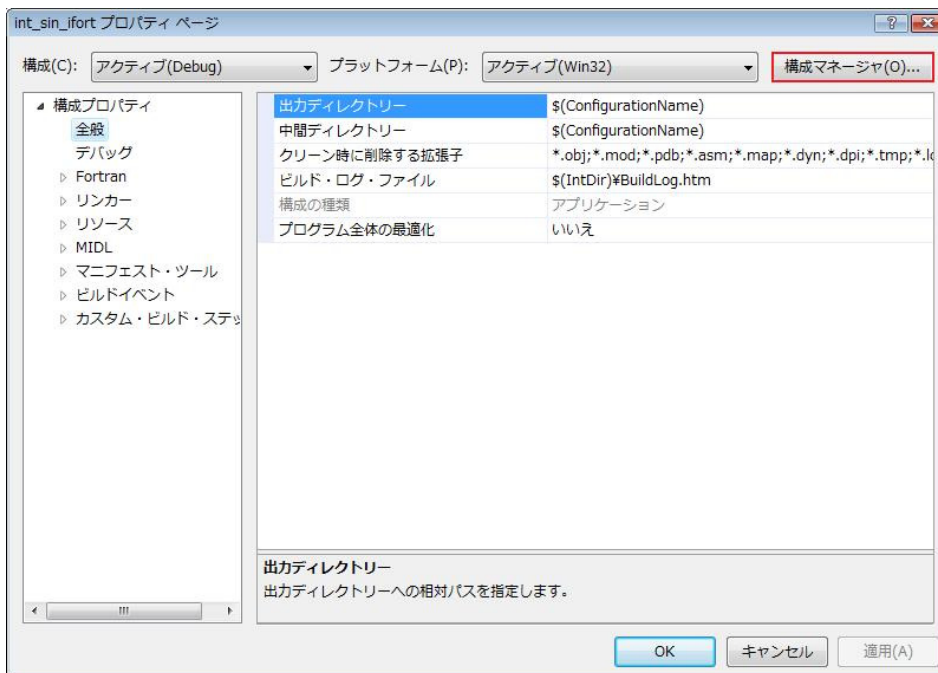 int_sin_ifort プロパティ ページ
構成(C): アクティブ(Debug) プラットフォーム(P): アクティブ(Win32) 構成マネージャ(O)...
構成プロパティ
全般
デバッグ
Fortran
リンカー
リソース
MIDL
マニフェスト・ツール
ビルドイベント
カスタム・ビルド・ステッ
出力ディレクトリー $(ConfigurationName)
中間ディレクトリー $(ConfigurationName)
クリーン時に削除する拡張子 *.obj;*.mod;*.pdb;*.asm;*.map;*.dyn;*.dpi;*.tmp;*.lo
ビルド・ログ・ファイル $(IntDir)¥BuildLog.htm
構成の種類 アプリケーション
プログラム全体の最適化 いいえ
出力ディレクトリー
出力ディレクトリーへの相対パスを指定します。
OK キャンセル 適用(A)